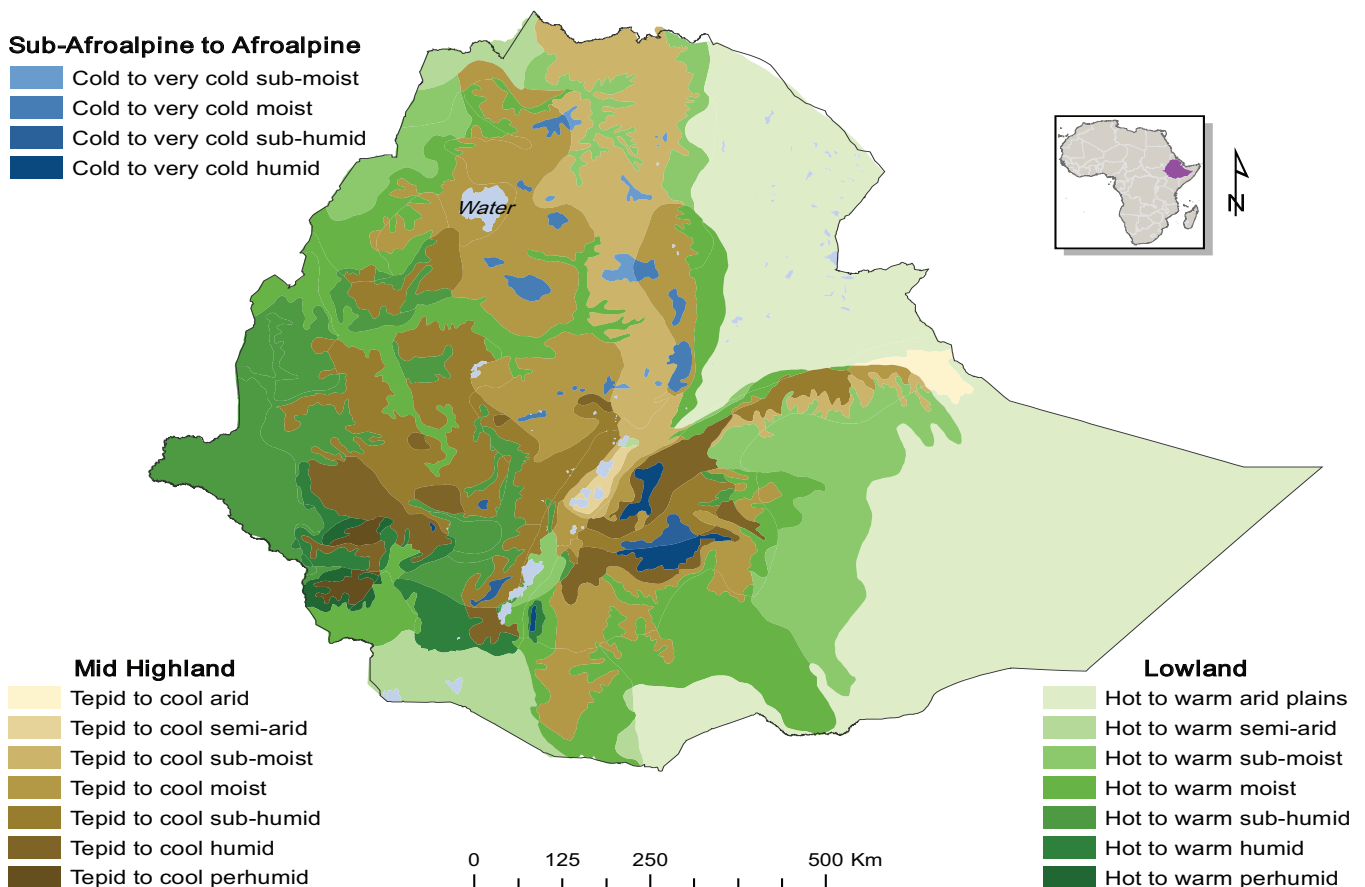 Sub-Afroalpine to Afroalpine
Cold to very cold sub-moist
Cold to very cold moist
Cold to very cold sub-humid
Cold to very cold humid
Water
N
Mid Highland
Tepid to cool arid
Tepid to cool semi-arid
Tepid to cool sub-moist
Tepid to cool moist
Tepid to cool sub-humid
Tepid to cool humid
Tepid to cool perhumid
0 125 250 500 Km
Lowland
Hot to warm arid plains
Hot to warm semi-arid
Hot to warm sub-moist
Hot to warm moist
Hot to warm sub-humid
Hot to warm humid
Hot to warm perhumid